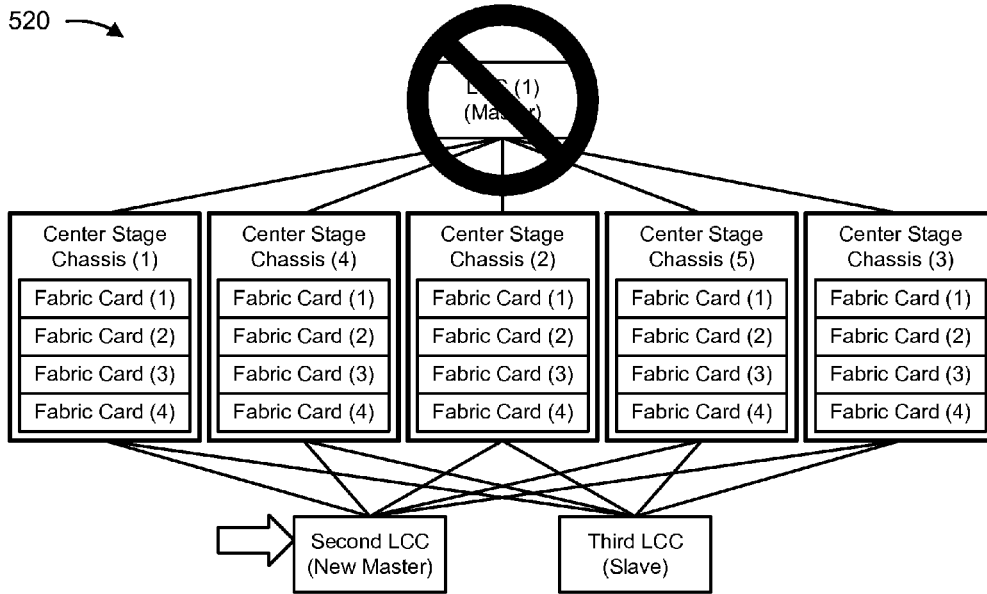 520
LCC (1)
(Master)
Center Stage
Chassis (1)
Fabric Card (1)
Fabric Card (2)
Fabric Card (3)
Fabric Card (4)
Center Stage
Chassis (4)
Fabric Card (1)
Fabric Card (2)
Fabric Card (3)
Fabric Card (4)
Center Stage
Chassis (2)
Fabric Card (1)
Fabric Card (2)
Fabric Card (3)
Fabric Card (4)
Center Stage
Chassis (5)
Fabric Card (1)
Fabric Card (2)
Fabric Card (3)
Fabric Card (4)
Center Stage
Chassis (3)
Fabric Card (1)
Fabric Card (2)
Fabric Card (3)
Fabric Card (4)
Second LCC
(New Master)
Third LCC
(Slave)